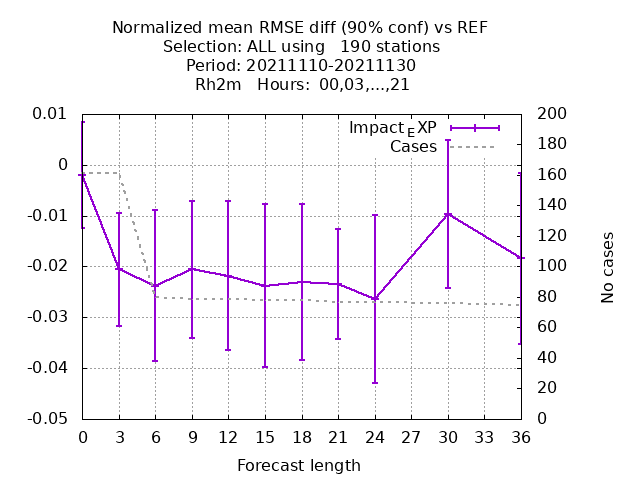 Normalized mean RMSE diff (90% conf) vs REF
Selection: ALL using   190 stations
Period: 20211110-20211130
Rh2m   Hours:  00,03,...,21
Impact_EXP
Cases
0.01
0
-0.01
-0.02
-0.03
-0.04
-0.05
200
180
160
140
120
100
80
60
40
20
0
No cases
0 3 6 9 12 15 18 21 24 27 30 33 36
Forecast length